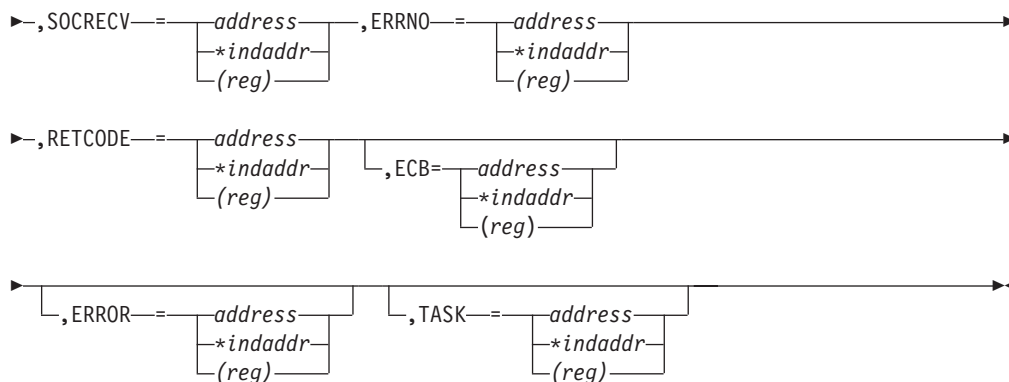 ,SOCRECV = address ,ERRNO = address
*indaddr *indaddr
(reg) (reg)
,RETCODE = address
*indaddr ,ECB= address
(reg) *indaddr
(reg)
,ERROR = address ,TASK = address
*indaddr *indaddr
(reg) (reg)